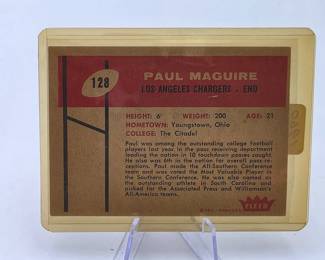 128
PAUL MAGUIRE
LOS ANGELES CHARGERS - END
HEIGHT: 6' WEIGHT: 200 AGE: 21
HOMETOWN: Youngstown, Ohio
COLLEGE: The Citadel
Paul was among the outstanding college football
players last year in the pass receiving department
leading the nation in 10 touchdown passes caught.
He also was 6th in the nation for
pass. Paul made the All-Southern Conference
team and was voted the Most Valuable Player in
the Southern Conference. He was also named as
the outstanding athlete in South Carolina and
picked for the Associated Press and Williamson's
All-America teams.
FLEER